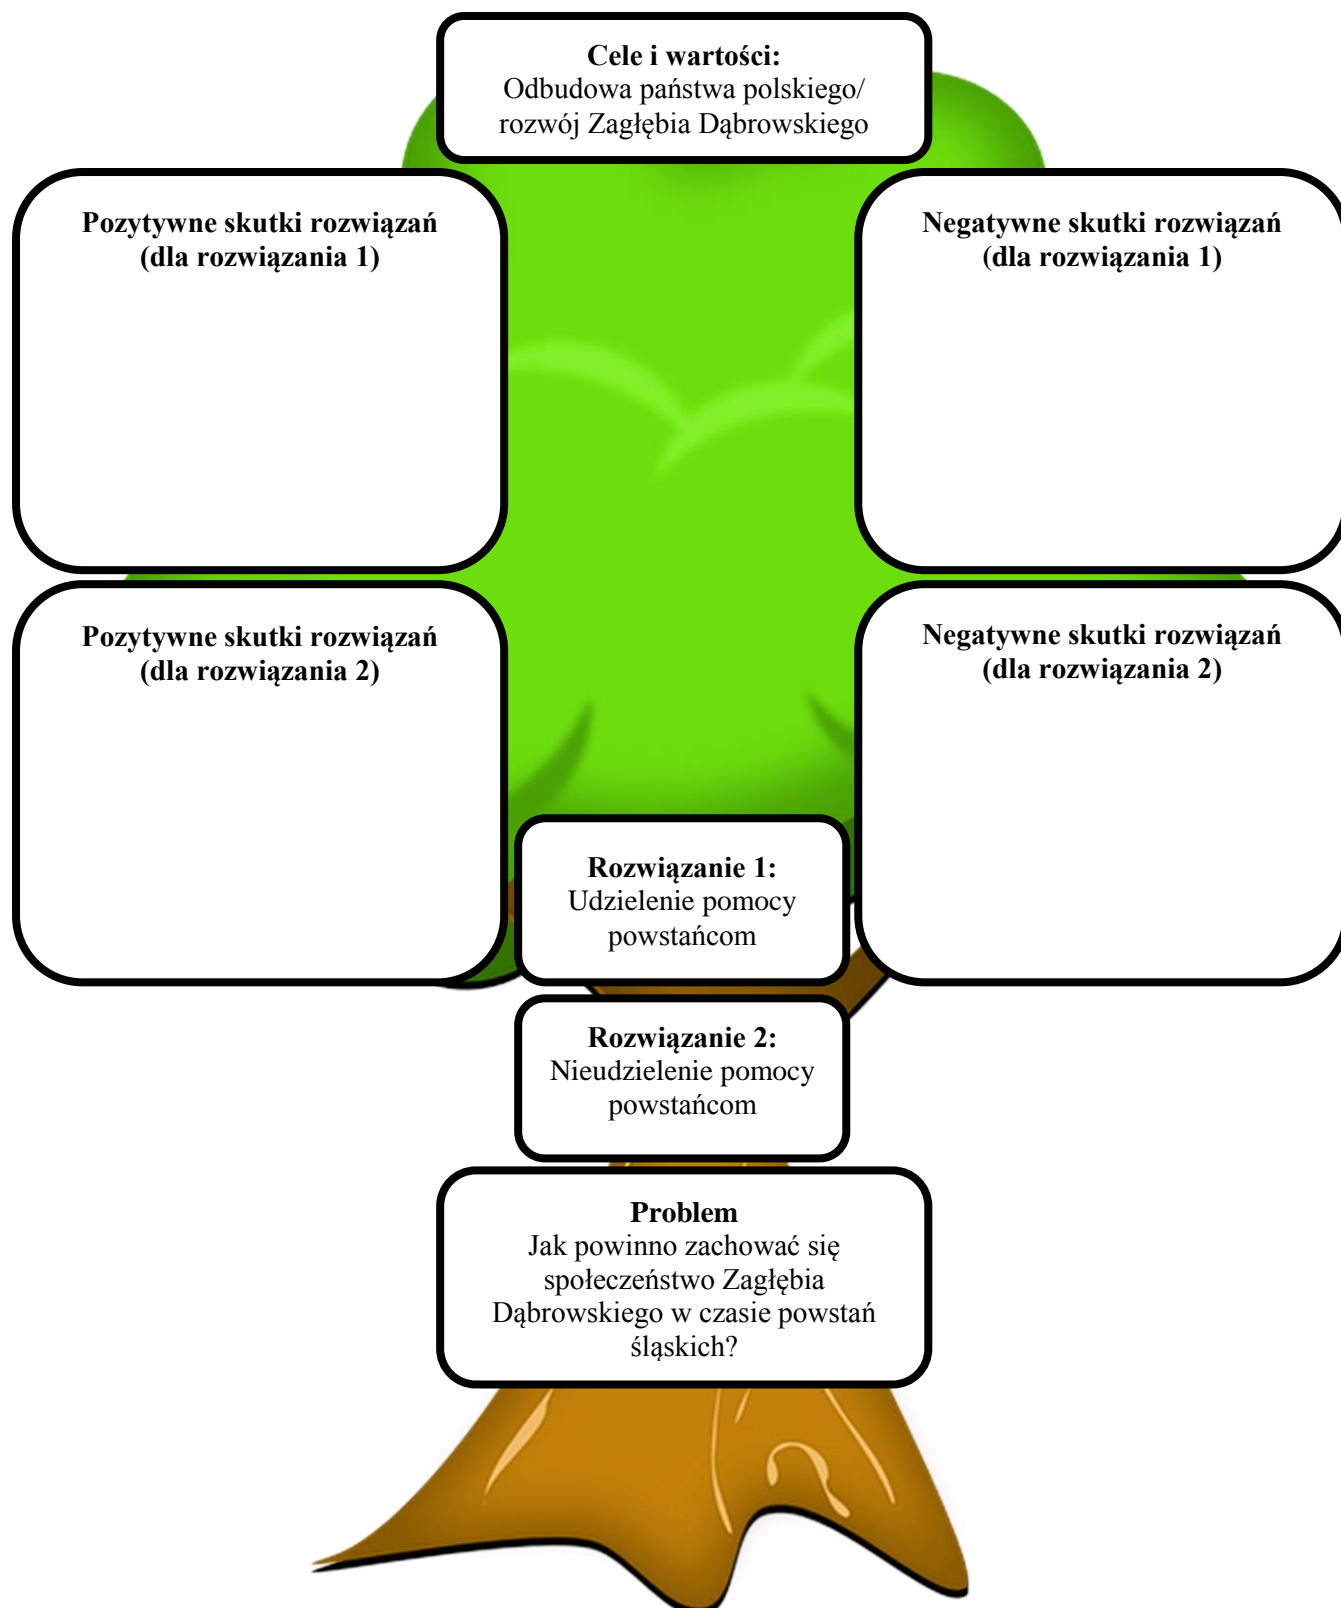 Cele i wartości:
Odbudowa państwa polskiego/
rozwój Zagłębia Dąbrowskiego
Pozytywne skutki rozwiązań
(dla rozwiązania 1)
Negatywne skutki rozwiązań
(dla rozwiązania 1)
Pozytywne skutki rozwiązań
(dla rozwiązania 2)
Negatywne skutki rozwiązań
(dla rozwiązania 2)
Rozwiązanie 1:
Udzielenie pomocy
powstańcom
Rozwiązanie 2:
Nieudzielenie pomocy
powstańcom
Problem
Jak powinno zachować się
społeczeństwo Zagłębia
Dąbrowskiego w czasie powstań
śląskich?